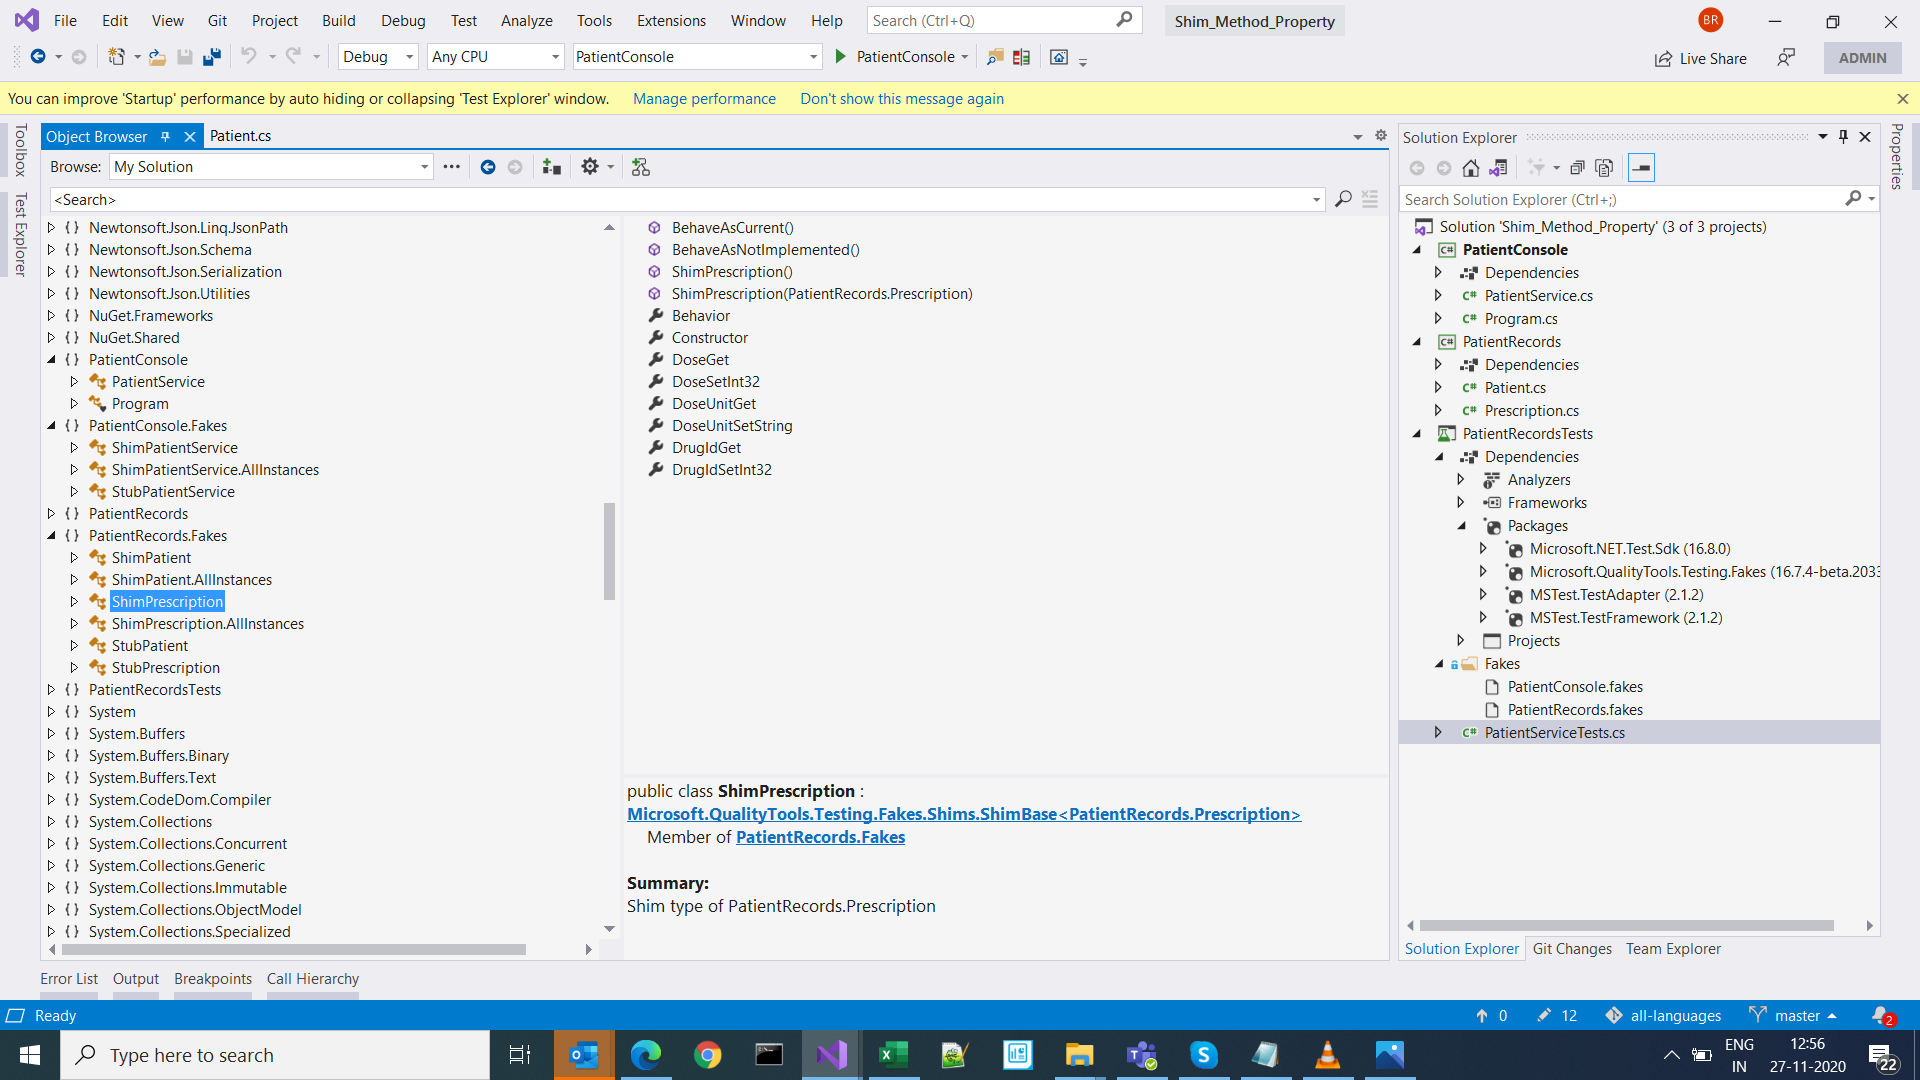 File Edit View Git Project Build Debug Test Analyze Tools Extensions Window Help Search (Ctrl+Q) Shim_Method_Property BR
Debug Any CPU PatientConsole PatientConsole Live Share ADMIN
You can improve 'Startup' performance by auto hiding or collapsing 'Test Explorer' window. Manage performance Don't show this message again
Toolbox
Test Explorer
Object Browser Patient.cs
Browse: My Solution
<Search>
Newtonsoft.Json.Linq.JsonPath
Newtonsoft.Json.Schema
Newtonsoft.Json.Serialization
Newtonsoft.Json.Utilities
NuGet.Frameworks
NuGet.Shared
PatientConsole
PatientService
Program
PatientConsole.Fakes
ShimPatientService
ShimPatientService.AllInstances
StubPatientService
PatientRecords
PatientRecords.Fakes
ShimPatient
ShimPatient.AllInstances
ShimPrescription
ShimPrescription.AllInstances
StubPatient
StubPrescription
PatientRecordsTests
System
System.Buffers
System.Buffers.Binary
System.Buffers.Text
System.CodeDom.Compiler
System.Collections
System.Collections.Concurrent
System.Collections.Generic
System.Collections.Immutable
System.Collections.ObjectModel
System.Collections.Specialized
BehaveAsCurrent()
BehaveAsNotImplemented()
ShimPrescription()
ShimPrescription(PatientRecords.Prescription)
Behavior
Constructor
DoseGet
DoseSetInt32
DoseUnitGet
DoseUnitSetString
DrugIdGet
DrugIdSetInt32
public class ShimPrescription :
Microsoft.QualityTools.Testing.Fakes.Shims.ShimBase<PatientRecords.Prescription>
Member of PatientRecords.Fakes
Summary:
Shim type of PatientRecords.Prescription
Solution Explorer
Search Solution Explorer (Ctrl+;)
Solution 'Shim_Method_Property' (3 of 3 projects)
PatientConsole
Dependencies
PatientService.cs
Program.cs
PatientRecords
Dependencies
Patient.cs
Prescription.cs
PatientRecordsTests
Dependencies
Analyzers
Frameworks
Packages
Microsoft.NET.Test.Sdk (16.8.0)
Microsoft.QualityTools.Testing.Fakes (16.7.4-beta.2033
MSTest.TestAdapter (2.1.2)
MSTest.TestFramework (2.1.2)
Projects
Fakes
PatientConsole.fakes
PatientRecords.fakes
PatientServiceTests.cs
Solution Explorer Git Changes Team Explorer
Properties
Error List Output Breakpoints Call Hierarchy
Ready 0 12 all-languages master 2
Type here to search
ENG
IN
12:56
27-11-2020
22